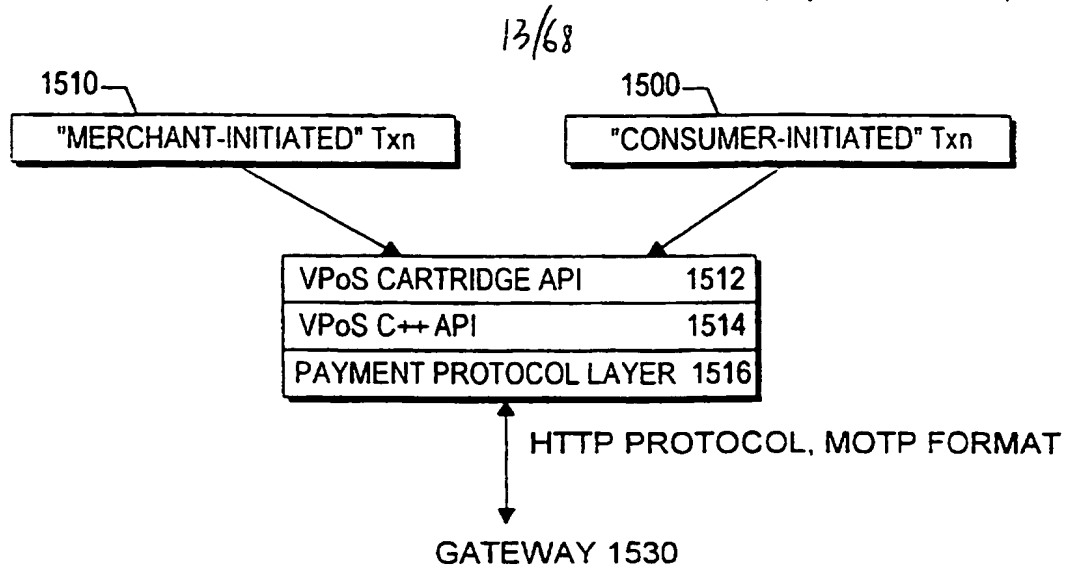 13/68
1510
1500
"MERCHANT-INITIATED" Txn
"CONSUMER-INITIATED" Txn
VPoS CARTRIDGE API 1512
VPoS C++ API 1514
PAYMENT PROTOCOL LAYER 1516
HTTP PROTOCOL, MOTP FORMAT
GATEWAY 1530